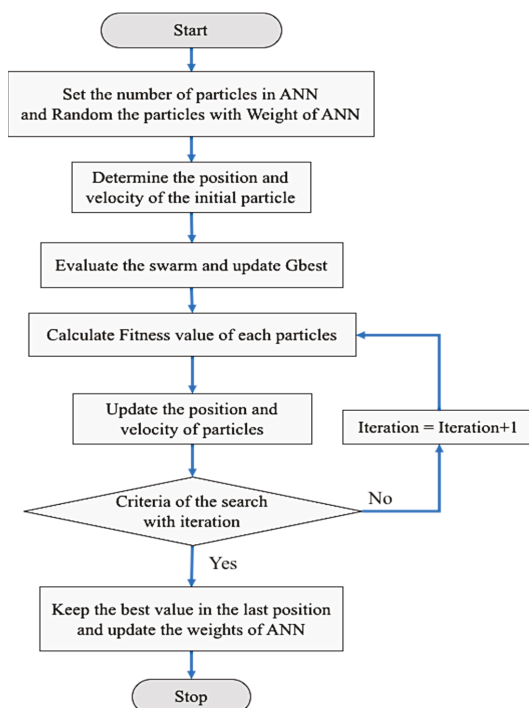 Start
Set the number of particles in ANN
and Random the particles with Weight of ANN
Determine the position and
velocity of the initial particle
Evaluate the swarm and update Gbest
Calculate Fitness value of each particles
Update the position and
velocity of particles
Iteration = Iteration+1
Criteria of the search
with iteration
No
Yes
Keep the best value in the last position
and update the weights of ANN
Stop